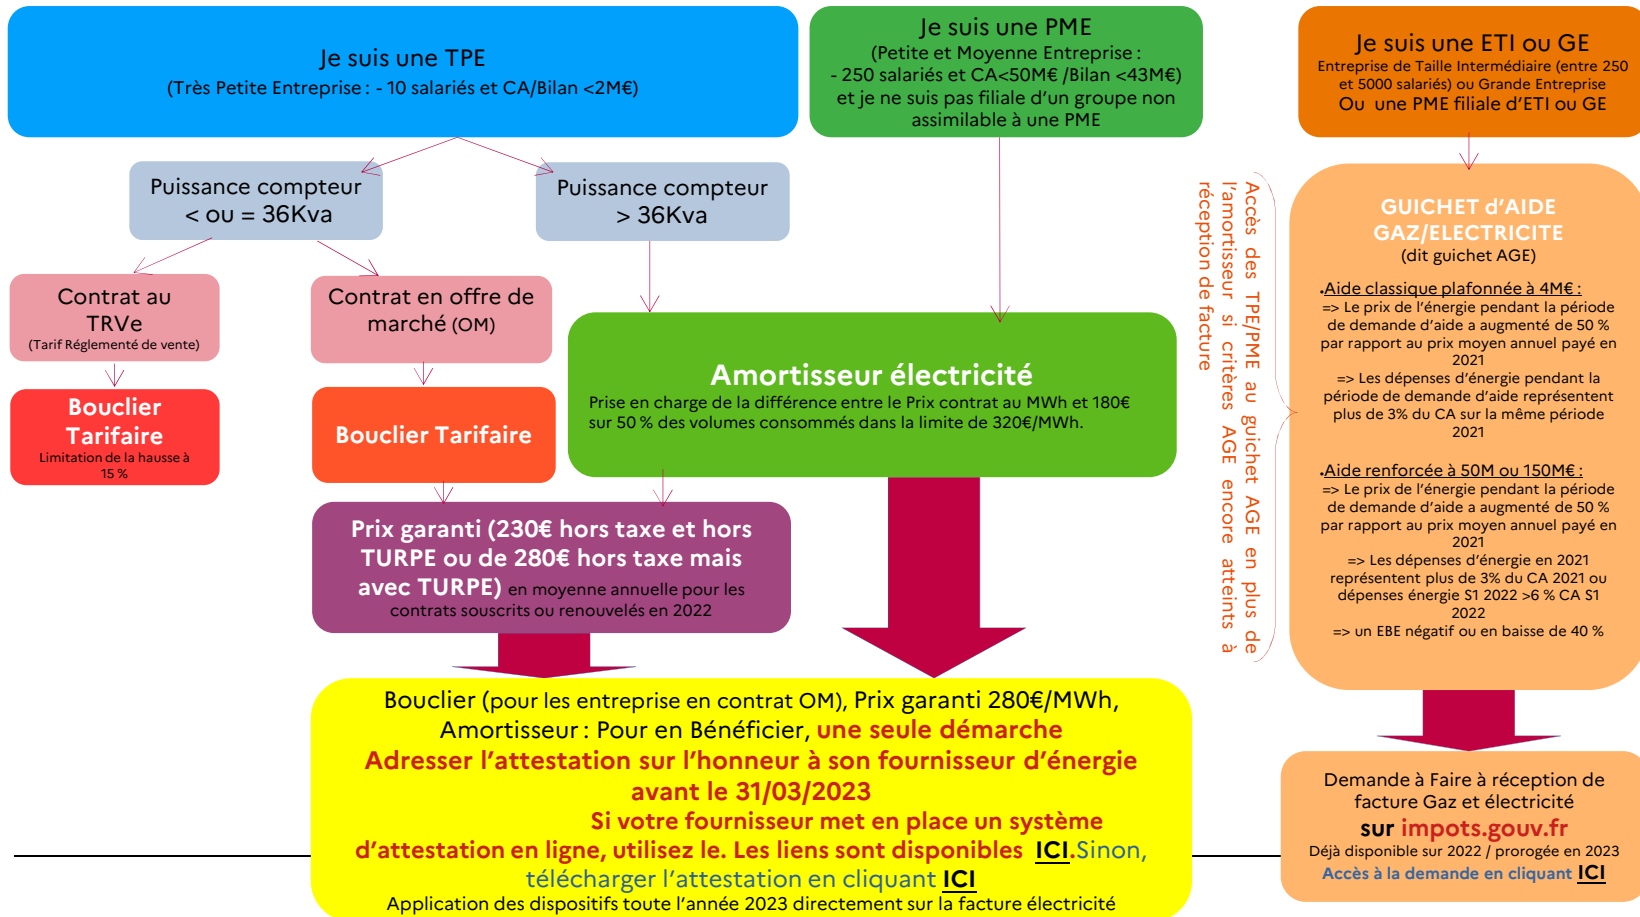 Je suis une TPE
(Très Petite Entreprise : - 10 salariés et CA/Bilan <2M€)
Je suis une PME
(Petite et Moyenne Entreprise :
- 250 salariés et CA<50M€ /Bilan <43M€)
et je ne suis pas filiale d'un groupe non
assimilable à une PME
Je suis une ETI ou GE
Entreprise de Taille Intermédiaire (entre 250
et 5000 salariés) ou Grande Entreprise
Ou une PME filiale d'ETI ou GE
Puissance compteur
< ou = 36Kva
Puissance compteur
> 36Kva
Contrat au
TRVe
(Tarif Réglementé de vente)
Contrat en offre de
marché (OM)
Bouclier
Tarifaire
Limitation de la hausse à
15 %
Bouclier Tarifaire
Amortisseur électricité
Prise en charge de la différence entre le Prix contrat au MWh et 180€
sur 50 % des volumes consommés dans la limite de 320€/MWh.
Prix garanti (230€ hors taxe et hors
TURPE ou de 280€ hors taxe mais
avec TURPE) en moyenne annuelle pour les
contrats souscrits ou renouvelés en 2022
Accès des TPE/PME au guichet AGE en plus de
l'amortisseur si critères AGE encore atteints à
réception de facture
GUICHET d'AIDE
GAZ/ELECTRICITE
(dit guichet AGE)
•Aide classique plafonnée à 4M€ :
=> Le prix de l'énergie pendant la période
de demande d'aide a augmenté de 50 %
par rapport au prix moyen annuel payé en
2021
=> Les dépenses d'énergie pendant la
période de demande d'aide représentent
plus de 3% du CA sur la même période
2021
•Aide renforcée à 50M ou 150M€ :
=> Le prix de l'énergie pendant la période
de demande d'aide a augmenté de 50 %
par rapport au prix moyen annuel payé en
2021
=> Les dépenses d'énergie en 2021
représentent plus de 3% du CA 2021 ou
dépenses énergie S1 2022 >6 % CA S1
2022
=> un EBE négatif ou en baisse de 40 %
Bouclier (pour les entreprise en contrat OM), Prix garanti 280€/MWh,
Amortisseur : Pour en Bénéficier, une seule démarche
Adresser l'attestation sur l'honneur à son fournisseur d'énergie
avant le 31/03/2023
Si votre fournisseur met en place un système
d'attestation en ligne, utilisez le. Les liens sont disponibles ICI.Sinon,
télécharger l'attestation en cliquant ICI
Application des dispositifs toute l'année 2023 directement sur la facture électricité
Demande à Faire à réception de
facture Gaz et électricité
sur impots.gouv.fr
Déjà disponible sur 2022 / prorogée en 2023
Accès à la demande en cliquant ICI